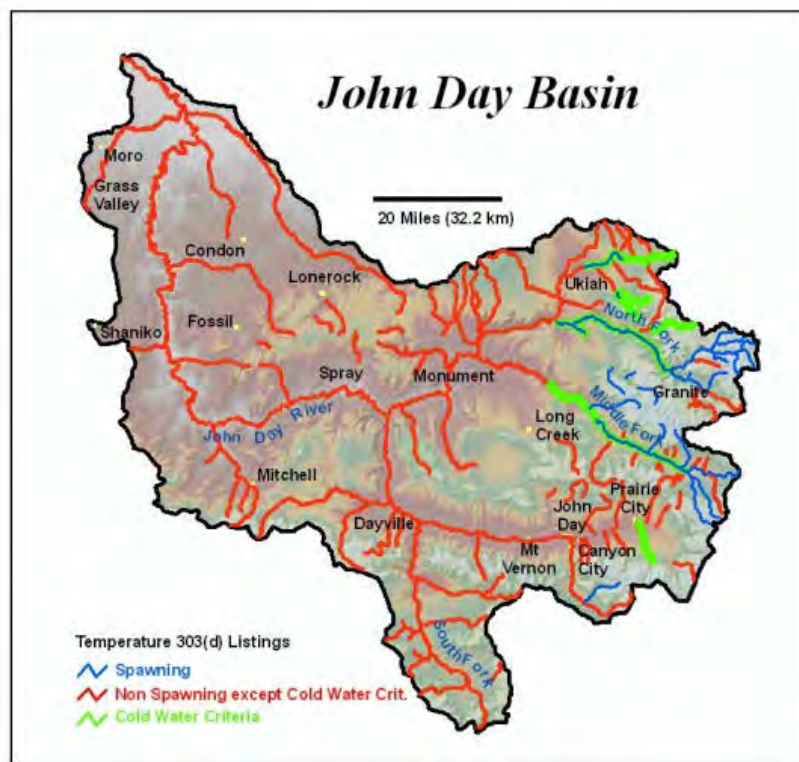 John Day Basin
20 Miles (32.2 km)
Moro
Grass
Valley
Condon
Lonerock
Ukiah
Shaniko
Fossil
North Fork
Spray
Monument
Granite
Middle Fork
John Day River
Long
Creek
Mitchell
Prairie
City
John
Day
Dayville
Mt
Vernon
Canyon
City
South Fork
Temperature 303(d) Listings
Spawning
Non Spawning except Cold Water Crit.
Cold Water Criteria